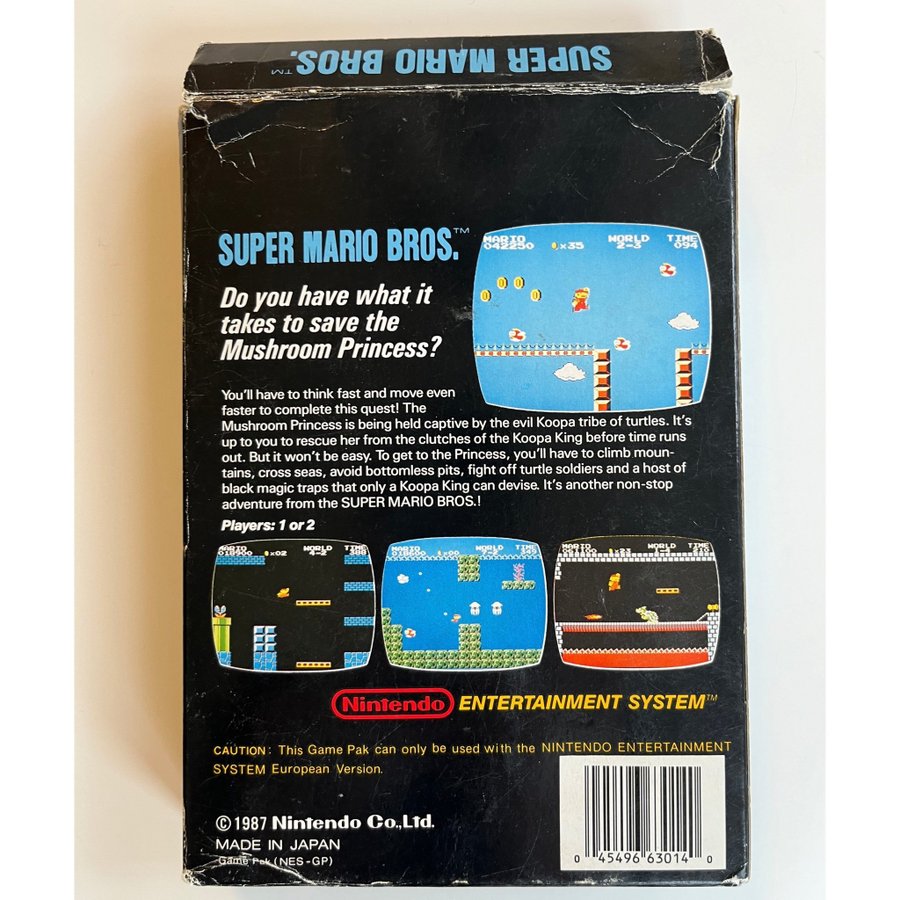 SUPER MARIO BROS.™
SUPER MARIO BROS.™
MARIO WORLD TIME
042250 x35 2-3 094
Do you have what it
takes to save the
Mushroom Princess?
You'll have to think fast and move even
faster to complete this quest! The
Mushroom Princess is being held captive by the evil Koopa tribe of turtles. It's
up to you to rescue her from the clutches of the Koopa King before time runs
out. But it won't be easy. To get to the Princess, you'll have to climb moun-
tains, cross seas, avoid bottomless pits, fight off turtle soldiers and a host of
black magic traps that only a Koopa King can devise. It's another non-stop
adventure from the SUPER MARIO BROS.!
Players: 1 or 2
MARIO WORLD TIME
018900 x02 4-2 388
MARIO WORLD TIME
x00
MARIO WORLD TIME
061100 x23 210
Nintendo ENTERTAINMENT SYSTEM™
CAUTION: This Game Pak can only be used with the NINTENDO ENTERTAINMENT
SYSTEM European Version.
© 1987 Nintendo Co.,Ltd.
MADE IN JAPAN
Game Pak (NES-GP)
0 45496 63014 0